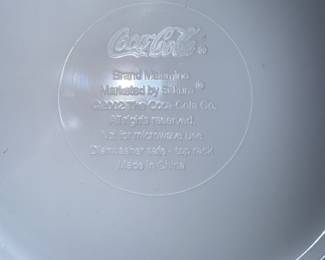 Coca-Cola®
Brand Melamine
Marketed by Sakura®
©2002 The Coca-Cola Co.
All rights reserved.
Not for microwave use
Dishwasher safe - top rack
Made in China